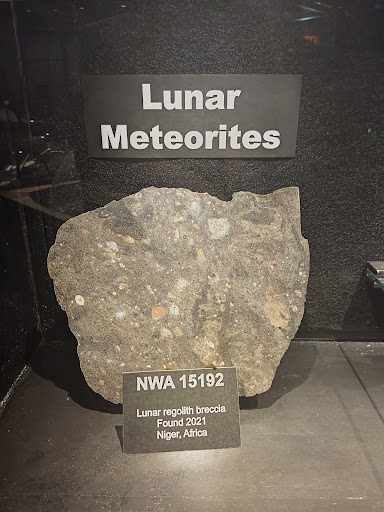 Lunar
Meteorites
NWA 15192
Lunar regolith breccia
Found 2021
Niger, Africa